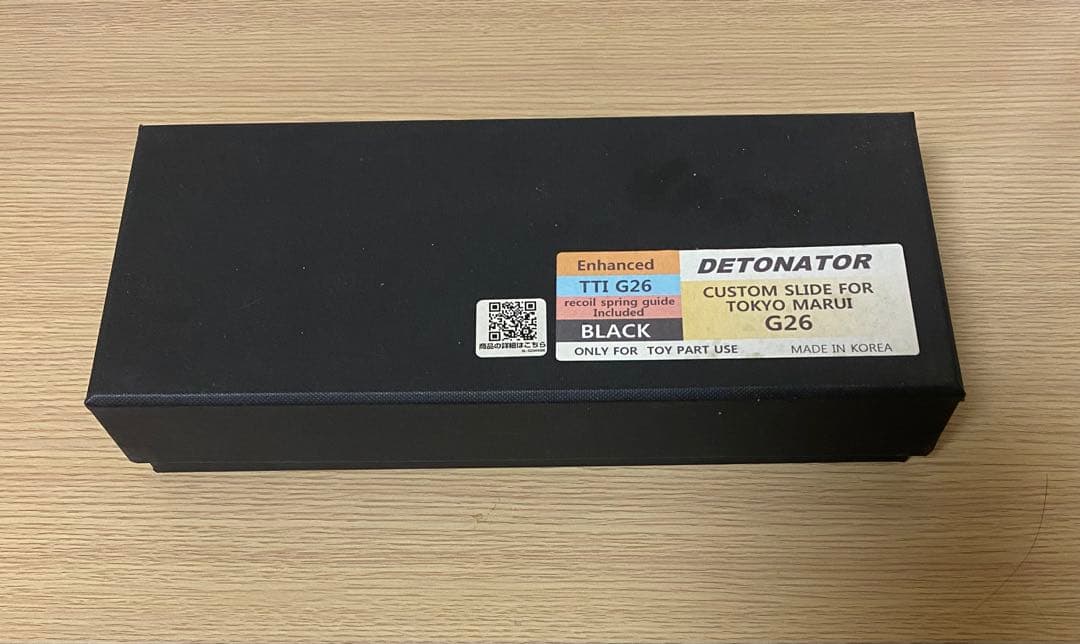 Enhanced
TTI G26
recoil spring guide
Included
BLACK
DETONATOR
CUSTOM SLIDE FOR
TOKYO MARUI
G26
ONLY FOR TOY PART USE
MADE IN KOREA
商品の詳細はこちら